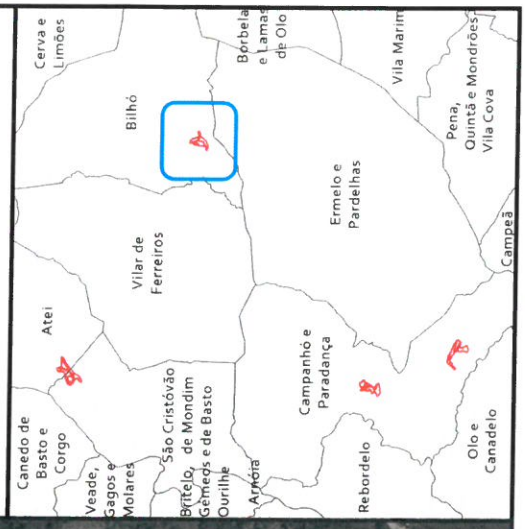 Canedo de
Basto e
Corgo
Atei
Cerva e
Limões
Bilhó
Veade,
Gagos e
Molares
Vilar de
Ferreiros
São Cristóvão
de Mondim
de Basto
Britelo,
Gémeos e
Ourilhe
Borbela
e Lamas
de Olo
Arnóia
Campanhó e
Paradança
Ermelo e
Pardelhas
Vila Marim
Rebordelo
Pena,
Quintã e Mondrões
Vila Cova
Olo e
Canadelo
Campeã